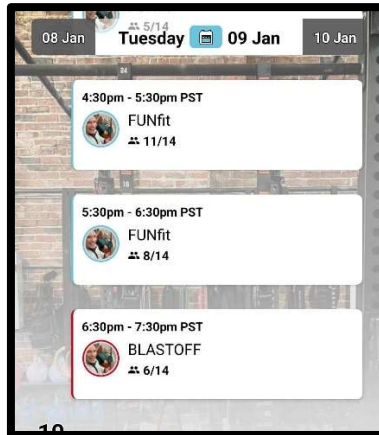 5/14
08 Jan
Tuesday 09 Jan
10 Jan
4:30pm - 5:30pm PST
FUNfit
11/14
5:30pm - 6:30pm PST
FUNfit
8/14
6:30pm - 7:30pm PST
BLASTOFF
6/14